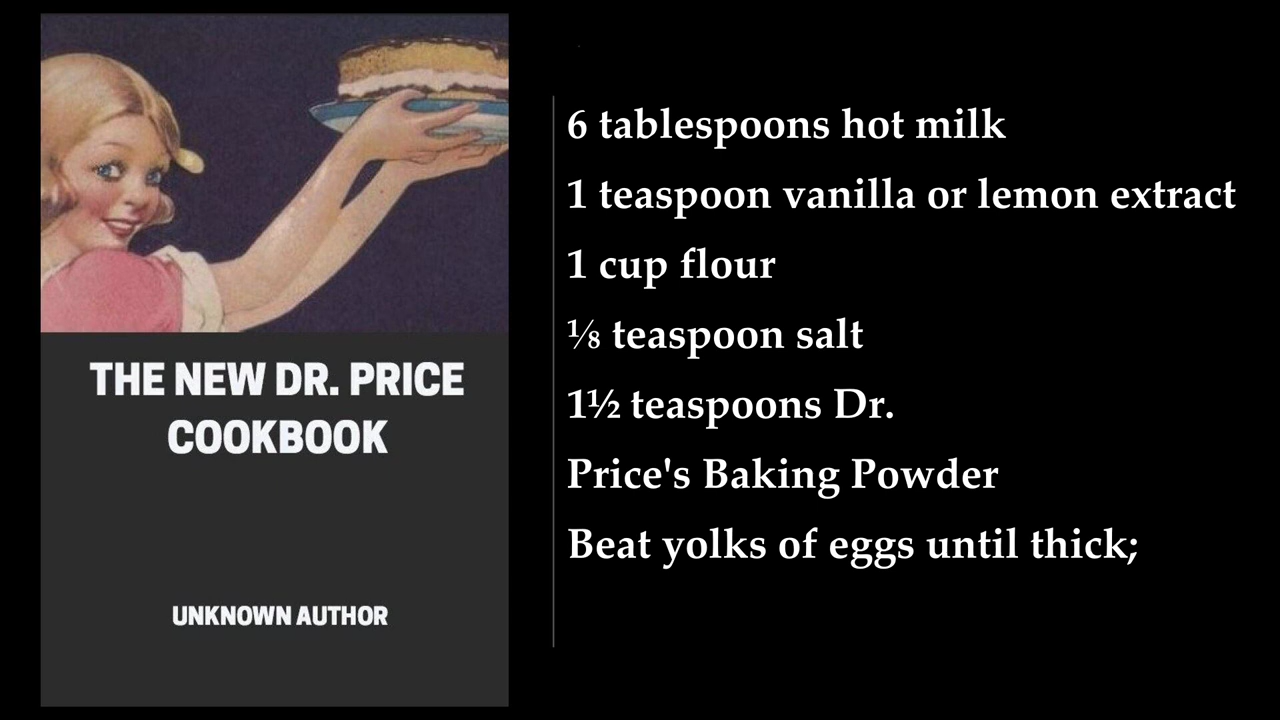 THE NEW DR. PRICE
COOKBOOK
UNKNOWN AUTHOR
6 tablespoons hot milk
1 teaspoon vanilla or lemon extract
1 cup flour
⅛ teaspoon salt
1½ teaspoons Dr.
Price's Baking Powder
Beat yolks of eggs until thick;